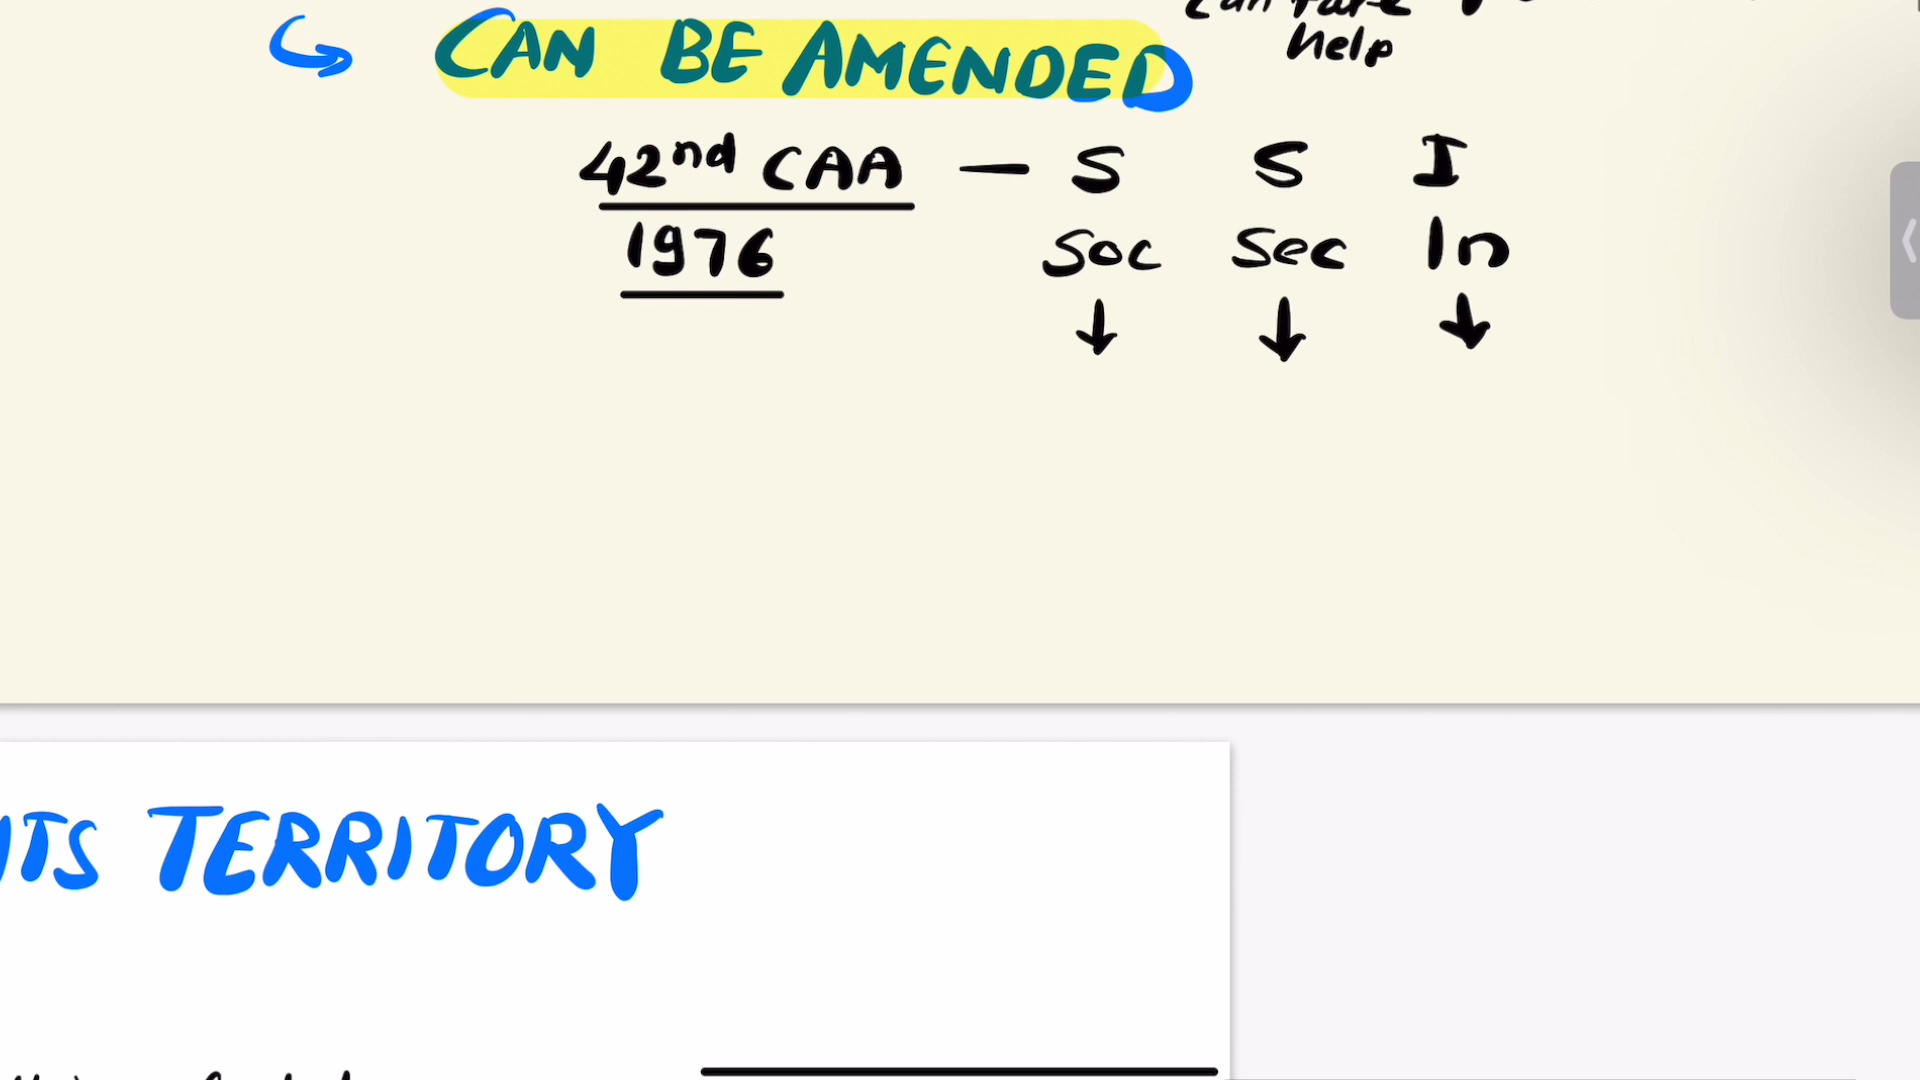 help
CAN BE AMENDED
42nd CAA — S S I
1976 Soc Sec In
ITS TERRITORY